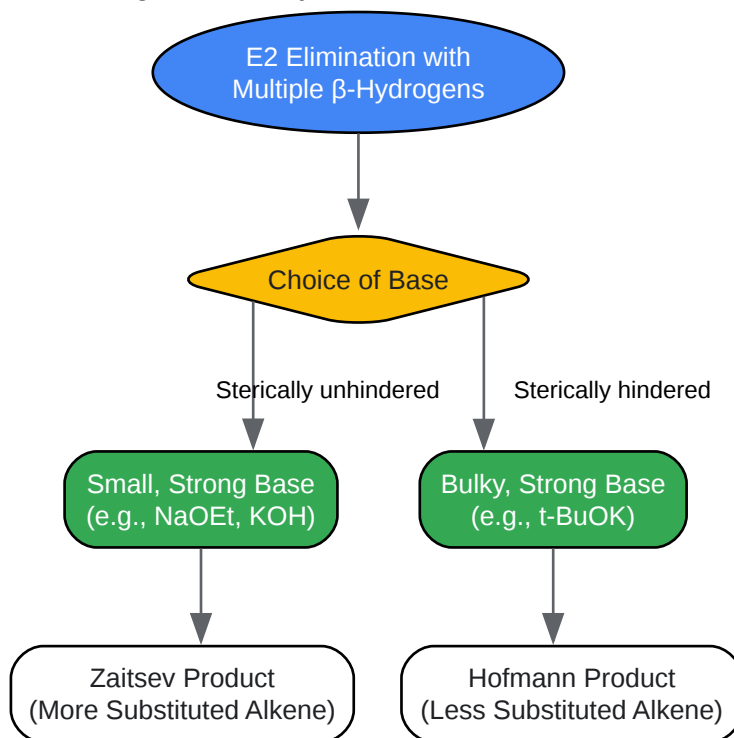 E2 Elimination with
Multiple β-Hydrogens
Choice of Base
Sterically unhindered
Sterically hindered
Small, Strong Base
(e.g., NaOEt, KOH)
Bulky, Strong Base
(e.g., t-BuOK)
Zaitsev Product
(More Substituted Alkene)
Hofmann Product
(Less Substituted Alkene)